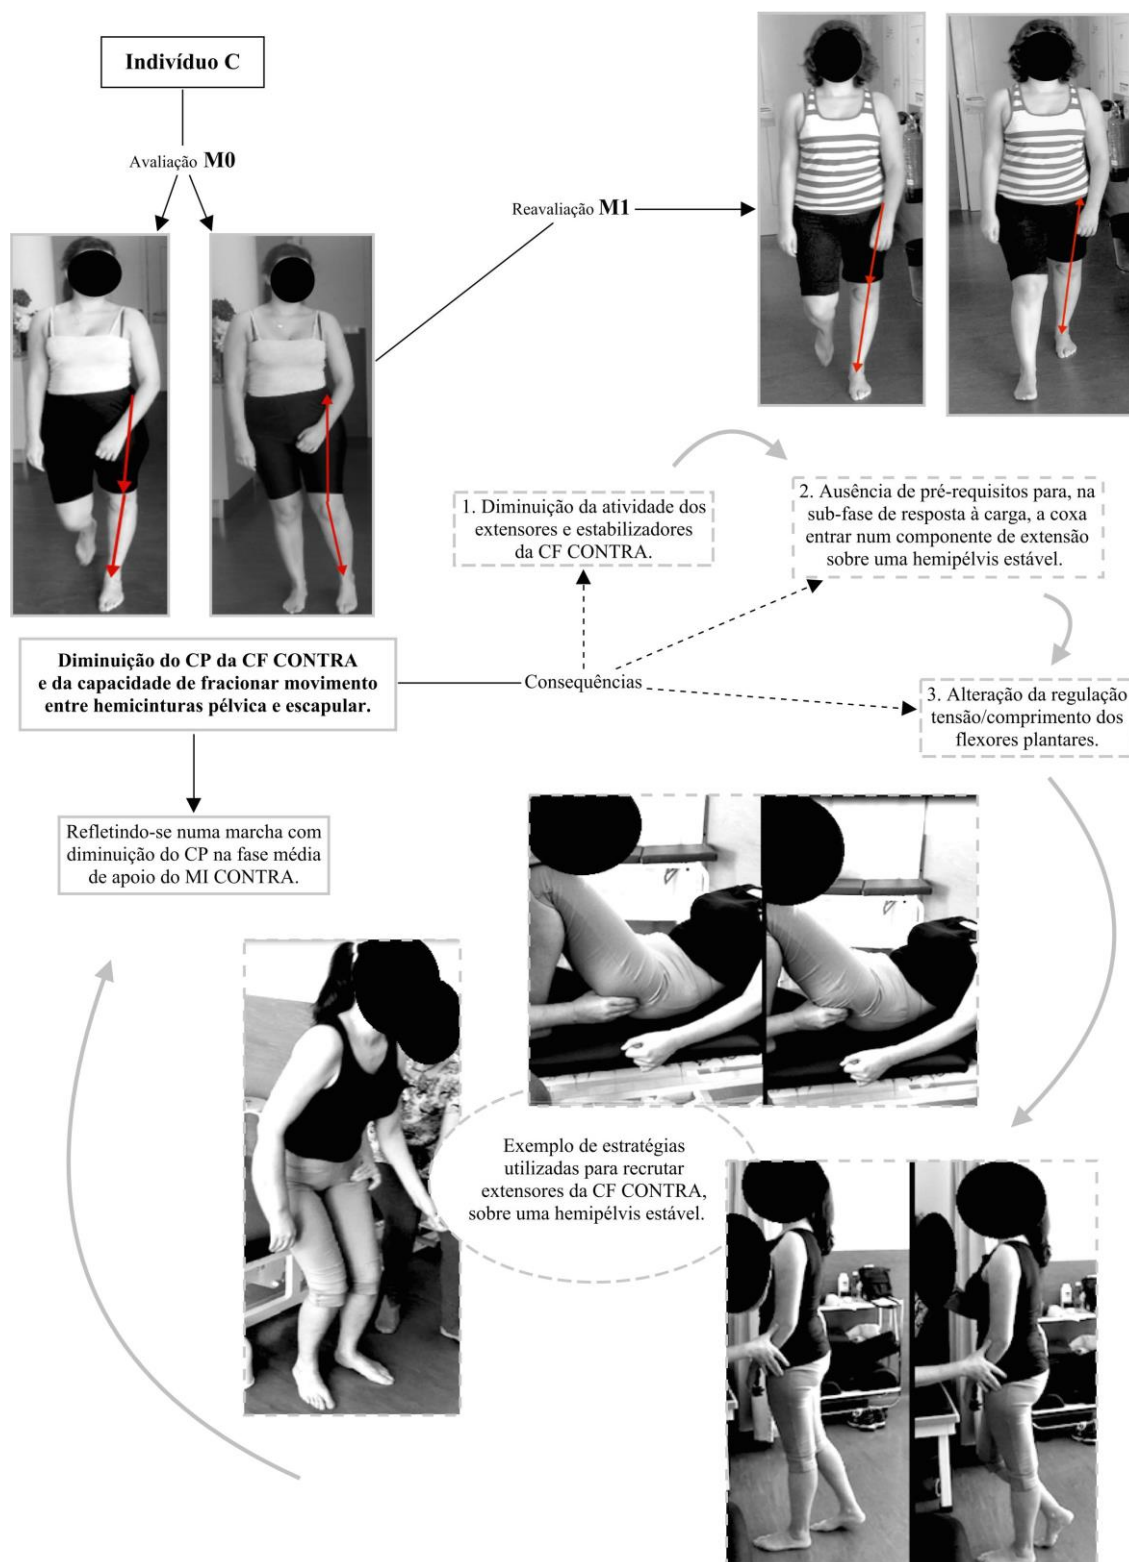 Indivíduo C
Avaliação M0
Reavaliação M1
1. Diminuição da atividade dos
extensores e estabilizadores
da CF CONTRA.
2. Ausência de pré-requisitos para, na
sub-fase de resposta à carga, a coxa
entrar num componente de extensão
sobre uma hemipélvis estável.
Diminuição do CP da CF CONTRA
e da capacidade de fracionar movimento
entre hemicinturas pélvica e escapular.
Consequências
3. Alteração da regulação
tensão/comprimento dos
flexores plantares.
Refletindo-se numa marcha com
diminuição do CP na fase média
de apoio do MI CONTRA.
Exemplo de estratégias
utilizadas para recrutar
extensores da CF CONTRA,
sobre uma hemipélvis estável.